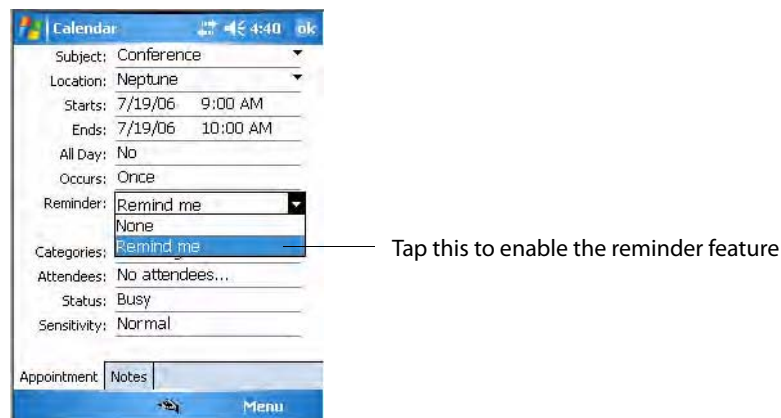 Calendar 4:40 ok
Subject: Conference
Location: Neptune
Starts: 7/19/06 9:00 AM
Ends: 7/19/06 10:00 AM
All Day: No
Occurs: Once
Reminder: Remind me
None
Remind me
Tap this to enable the reminder feature
Categories:
Attendees: No attendees...
Status: Busy
Sensitivity: Normal
Appointment Notes
Menu